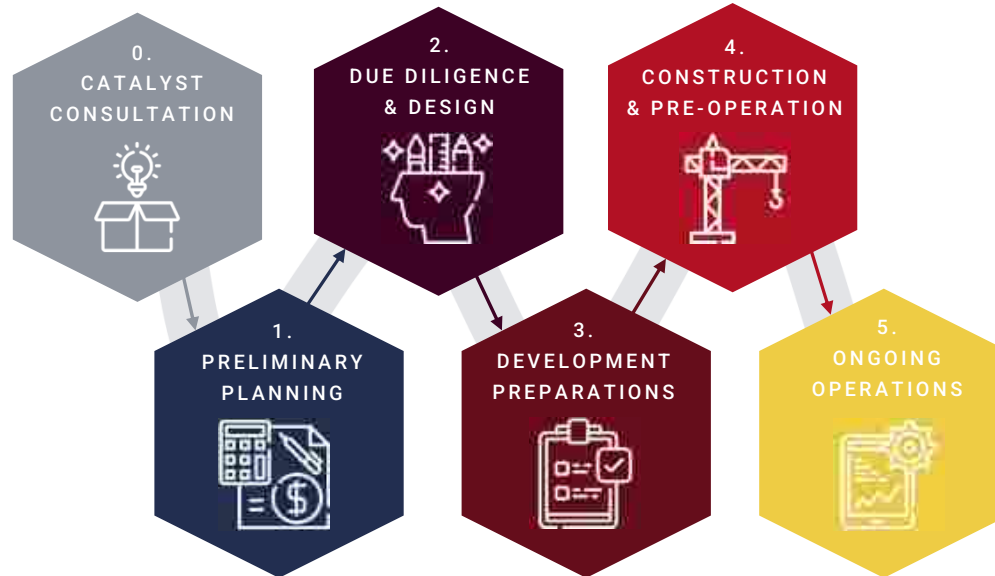 0.
CATALYST
CONSULTATION
1.
PRELIMINARY
PLANNING
$
2.
DUE DILIGENCE
& DESIGN
3.
DEVELOPMENT
PREPARATIONS
4.
CONSTRUCTION
& PRE-OPERATION
5.
ONGOING
OPERATIONS